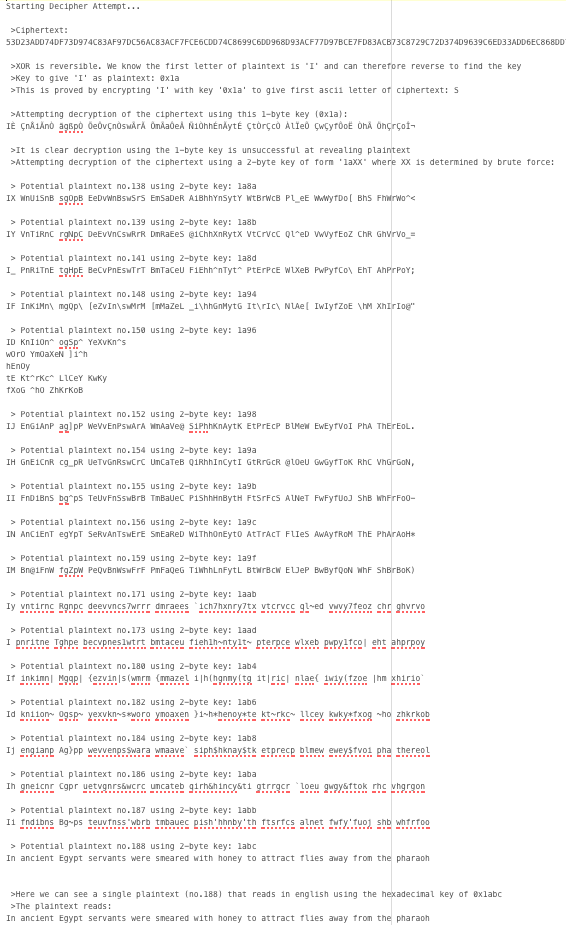 Starting Decipher Attempt...
>Ciphertext:
53D23ADD74DF73D974C83AF97DC56AC83ACF7FCE6CDD74C8699C6DD968D93ACF77D97BCE7FD83ACB73C8729C72D374D9639C6ED33ADD6EC868DD
>XOR is reversible. We know the first letter of plaintext is 'I' and can therefore reverse to find the key
>Key to give 'I' as plaintext: 0x1a
>This is proved by encrypting 'I' with key '0x1a' to give first ascii letter of ciphertext: S
>Attempting decryption of the ciphertext using this 1-byte key (0x1a):
>It is clear decryption using the 1-byte key is unsuccessful at revealing plaintext
>Attempting decryption of the ciphertext using a 2-byte key of form '1aXX' where XX is determined by brute force:
> Potential plaintext no.138 using 2-byte key: 1a8a
IX WnUiSnB sgOpB EeDvWnBswSrS EmSaDeR AiBhhYnSytY WtBrWcB Pl_eE WwWyfDo[ BhS FhWrWo^<
> Potential plaintext no.139 using 2-byte key: 1a8b
IY VnTiRnC rgNpC DeEvVnCswRrR DmRaEeS @iChhXnRytX VtCrVcC Ql^eD VwVyfEoZ ChR GhVrVo_=
> Potential plaintext no.141 using 2-byte key: 1a8d
I_ PnRiTnE tgHpE BeCvPnEswTrT BmTaCeU FiEhh^nTyt^ PtErPcE WlXeB PwPyfCo\ EhT AhPrPoY;
> Potential plaintext no.148 using 2-byte key: 1a94
IF InKiMn\ mgQp\ [eZvIn\swMrM [mMaZeL _i\hhGnMytG It\rIc\ NlAe[ IwIyfZoE \hM XhIrIo@"
> Potential plaintext no.150 using 2-byte key: 1a96
ID KnIiOn^ ogSp^ YeXvKn^s
wOrO YmOaXeN ]i^h
hEnOy
tE Kt^rKc^ LlCeY KwKy
fXoG ^hO ZhKrKoB
> Potential plaintext no.152 using 2-byte key: 1a98
IJ EnGiAnP ag]pP WeVvEnPswArA WmAaVe@ SiPhhKnAytK EtPrEcP BlMeW EwEyfVoI PhA ThErEoL.
> Potential plaintext no.154 using 2-byte key: 1a9a
IH GnEiCnR cg_pR UeTvGnRswCrC UmCaTeB QiRhhInCytI GtRrGcR @lOeU GwGyfToK RhC VhGrGoN,
> Potential plaintext no.155 using 2-byte key: 1a9b
II FnDiBnS bg^pS TeUvFnSswBrB TmBaUeC PiShhHnBytH FtSrFcS AlNeT FwFyfUoJ ShB WhFrFoO-
> Potential plaintext no.156 using 2-byte key: 1a9c
IN AnCiEnT egYpT SeRvAnTswErE SmEaReD WiThhOnEytO AtTrAcT FlIeS AwAyfRoM ThE PhArAoH*
> Potential plaintext no.159 using 2-byte key: 1a9f
IM Bn@iFnW fgZpW PeQvBnWswFrF PmFaQeG TiWhhLnFytL BtWrBcW ElJeP BwByfQoN WhF ShBrBoK)
> Potential plaintext no.171 using 2-byte key: 1aab
Iy vntirnc Rgnpc deevvncs7wrrr dmraees `ich7hxnry7tx vtcrvcc ql~ed vwvy7feoz chr ghvrvo
> Potential plaintext no.173 using 2-byte key: 1aad
I pnritne Tghpe becvpnes1wtrt bmtaceu fieh1h~nty1t~ pterpce wlxeb pwpy1fco| eht ahprpoy
> Potential plaintext no.180 using 2-byte key: 1ab4
If inkimn| Mgqp| {ezvin|s(wmrm {mmazel i|h(hgnmy(tg it|ric| nlae{ iwiy(fzoe |hm xhirio`
> Potential plaintext no.182 using 2-byte key: 1ab6
Id kniion~ Ogsp~ yexvkn~s*woro ymoaxen }i~h*henoy*te kt~rkc~ llcey kwky*fxog ~ho zhkrkob
> Potential plaintext no.184 using 2-byte key: 1ab8
Ij engianp Ag}pp wevvenps$wara wmaave` siph$hknay$tk etprecp blmew ewey$fvoi pha thereol
> Potential plaintext no.186 using 2-byte key: 1aba
Ih gneicnr Cgpr uetvgnrs&wcrc umcateb qirh&hincy&ti gtrrgcr `loeu gwgy&ftok rhc vhgrgon
> Potential plaintext no.187 using 2-byte key: 1abb
Ii fndibns Bg~ps teuvfnss'wbrb tmbauec pish'hhnby'th ftsrfcs alnet fwfy'fuoj shb whfrfoo
> Potential plaintext no.188 using 2-byte key: 1abc
In ancient Egypt servants were smeared with honey to attract flies away from the pharaoh
>Here we can see a single plaintext (no.188) that reads in english using the hexadecimal key of 0x1abc
>The plaintext reads:
In ancient Egypt servants were smeared with honey to attract flies away from the pharaoh